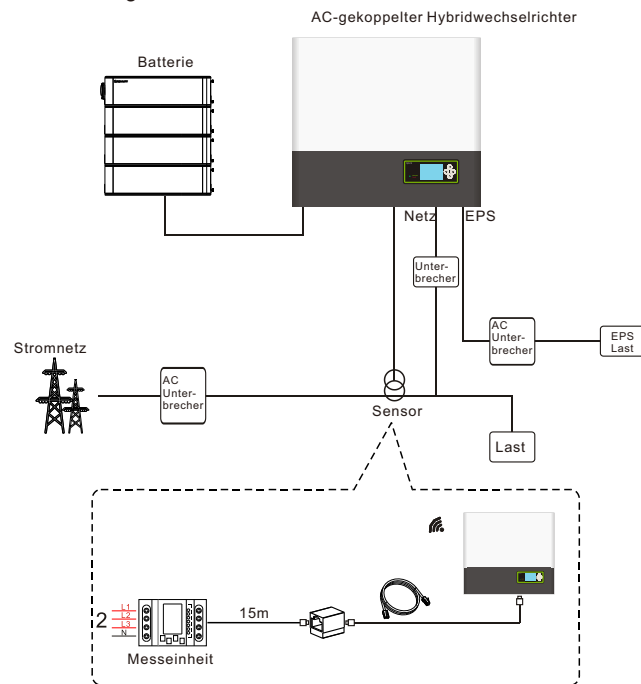 AC-gekoppelter Hybridwechselrichter
Batterie
Netz
EPS
Unter-
brecher
AC
Unter-
brecher
EPS
Last
Stromnetz
AC
Unter-
brecher
Sensor
Last
2
L1
L2
L3
N
15m
Messeinheit